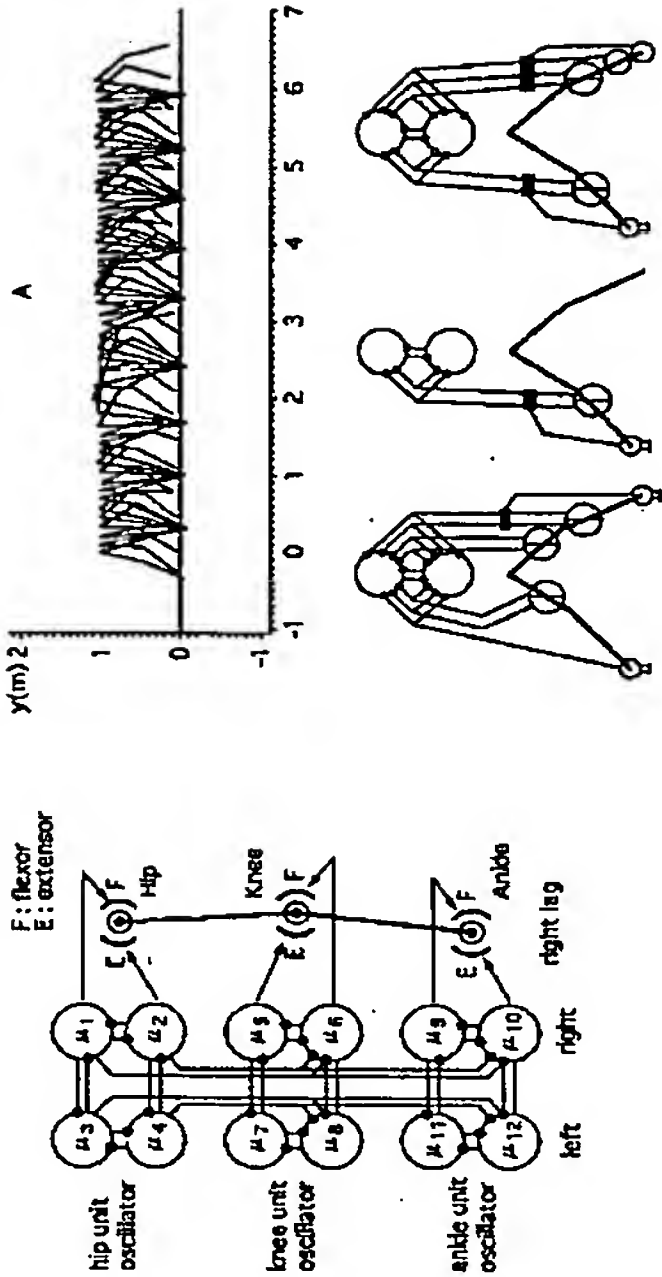 F : flexor
E : extensor
hip unit
oscillator
μ3
μ1
μ4
μ2
F
Hip
knee unit
oscillator
μ7
μ5
μ8
μ6
E
F
Knee
ankle unit
oscillator
μ11
μ9
μ12
μ10
E
F
Ankle
left
right
right lag
A
y(m)
2
1
0
-1
-1
0
1
2
3
4
5
6
7